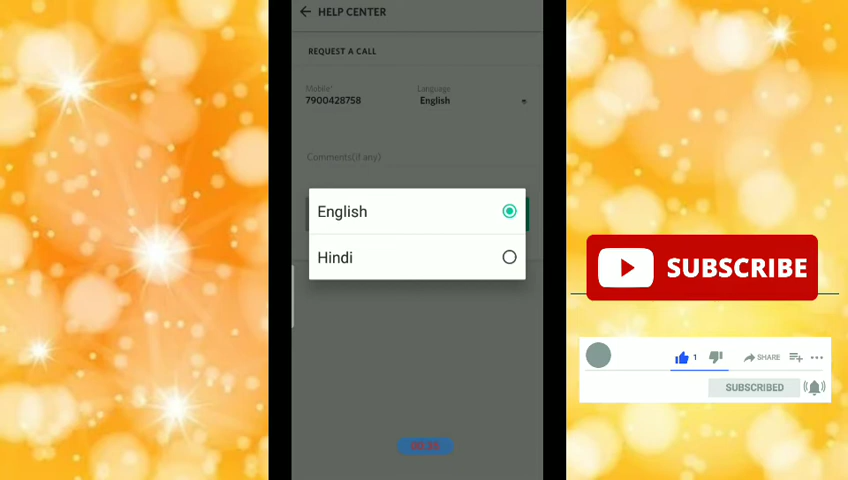 HELP CENTER
REQUEST A CALL
Mobile* Language
7900428758 English
Comments(if any)
English
Hindi
SUBSCRIBE
1 SHARE
SUBSCRIBED